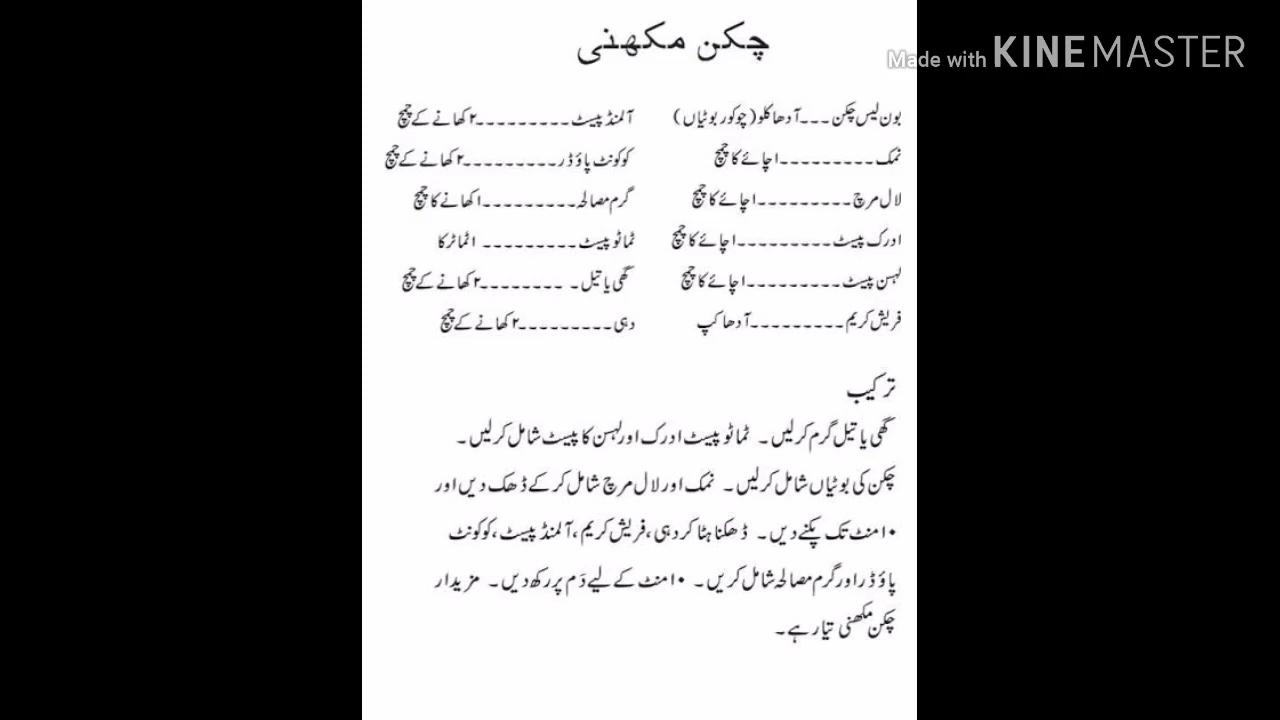 چکن مکھنی
Made with KINEMASTER
بون لیس چکن ---آدھا کلو (چوکور بوٹیاں)
نمک ---------۱ چائے کا چمچ
لال مرچ ---------۱ چائے کا چمچ
ادرک پیسٹ ---------۱ چائے کا چمچ
لہسن پیسٹ ---------۱ چائے کا چمچ
فریش کریم ---------آدھا کپ
آلمنڈ پیسٹ ---------۲ کھانے کے چمچ
کوکونٹ پاؤڈر ---------۲ کھانے کے چمچ
گرم مصالحہ ---------۱ کھانے کا چمچ
ٹماٹو پیسٹ --------- ۱ ٹماٹر کا
گھی یا تیل - --------۲ کھانے کے چمچ
دہی ---------۲ کھانے کے چمچ
ترکیب
گھی یا تیل گرم کرلیں۔ ٹماٹو پیسٹ ادرک اور لہسن کا پیسٹ شامل کرلیں۔
چکن کی بوٹیاں شامل کرلیں۔ نمک اور لال مرچ شامل کرکے ڈھک دیں اور
۱۰ منٹ تک پکنے دیں۔ ڈھکنا ہٹا کر دہی، فریش کریم، آلمنڈ پیسٹ، کوکونٹ
پاؤڈر اور گرم مصالحہ شامل کریں۔ ۱۰ منٹ کے لیے دَم پر رکھ دیں۔ مزیدار
چکن مکھنی تیار ہے۔